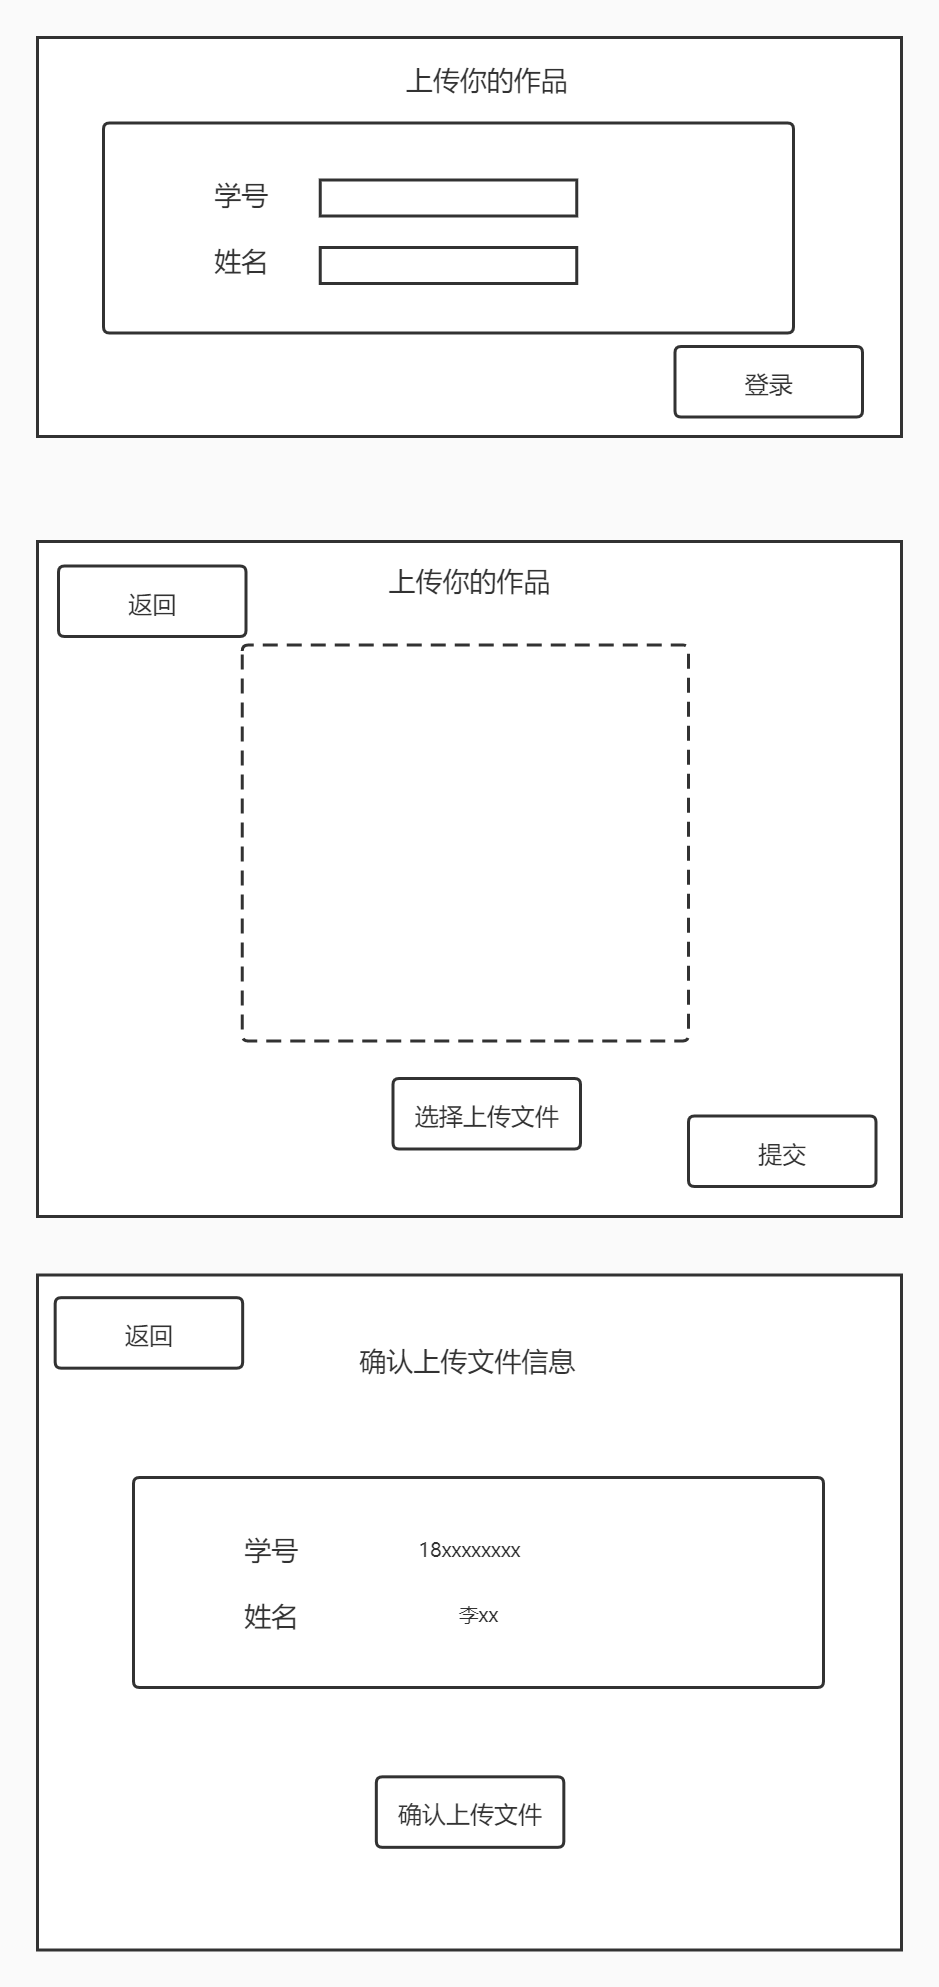 上传你的作品
学号
姓名
登录
返回
上传你的作品
选择上传文件
提交
返回
确认上传文件信息
学号 18xxxxxxxx
姓名 李xx
确认上传文件